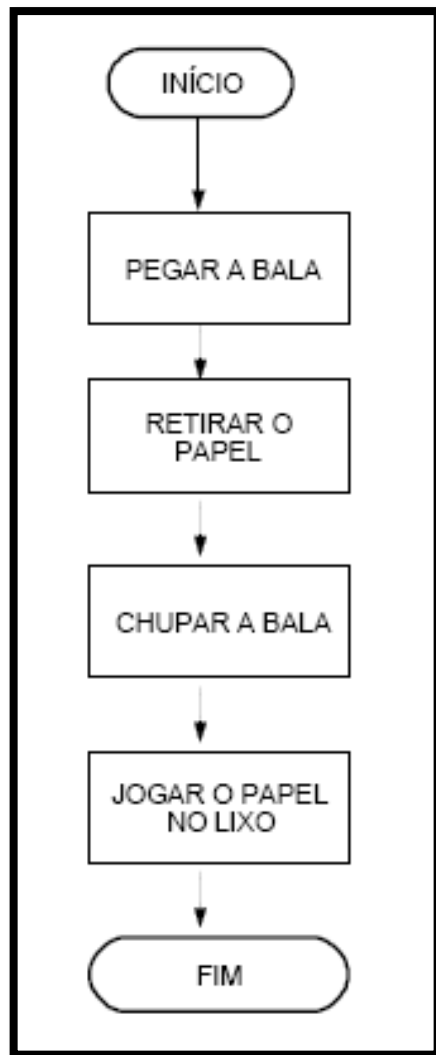 INÍCIO
PEGAR A BALA
RETIRAR O
PAPEL
CHUPAR A BALA
JOGAR O PAPEL
NO LIXO
FIM